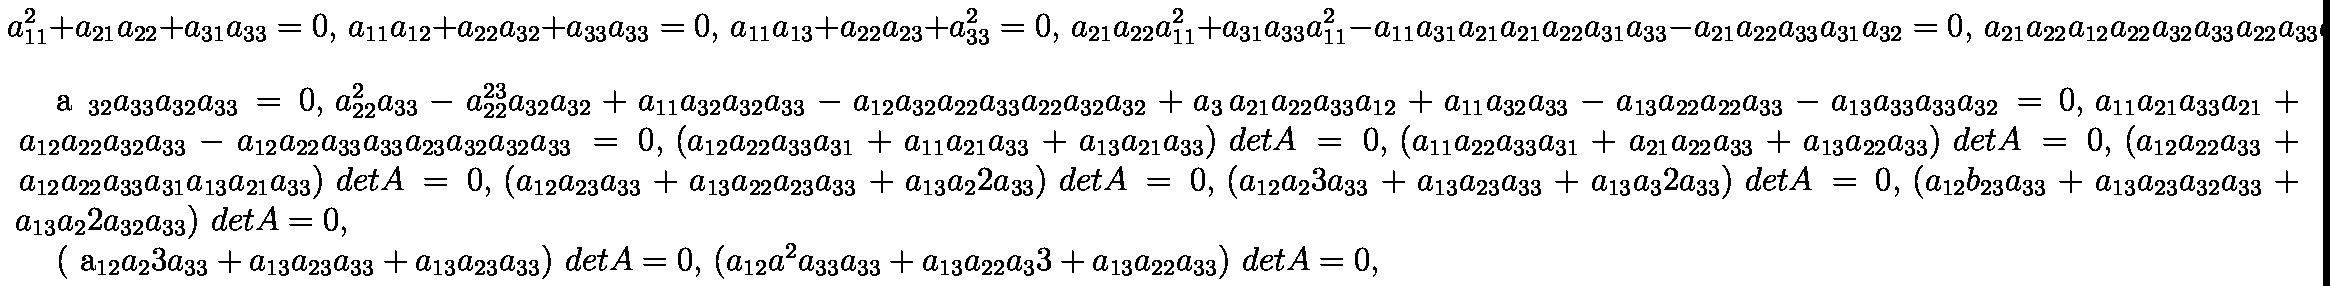 $a_{11}^{2}+a_{21}a_{22}+a_{31}a_{33}=0$, $a_{11}a_{12}+a_{22}a_{32}+a_{33}a_{33}=0$, $a_{11}a_{13}+a_{22}a_{23}+a_{33}^{2}=0$, $a_{21}a_{22}a_{11}^{2}+a_{31}a_{33}a_{11}^{2}-a_{11}a_{31}a_{21}a_{21}a_{22}a_{31}a_{33}-a_{21}a_{22}a_{33}a_{31}a_{32}=0$, $a_{21}a_{22}a_{12}a_{22}a_{32}a_{33}a_{22}a_{33}$
a $_{32}a_{33}a_{32}a_{33}=0$, $a_{22}^{2}a_{33}-a_{22}^{23}a_{32}a_{32}+a_{11}a_{32}a_{32}a_{33}-a_{12}a_{32}a_{22}a_{33}a_{22}a_{32}a_{32}+a_{3}\,a_{21}a_{22}a_{33}a_{12}+a_{11}a_{32}a_{33}-a_{13}a_{22}a_{22}a_{33}-a_{13}a_{33}a_{33}a_{32}=0$, $a_{11}a_{21}a_{33}a_{21}+$
$a_{12}a_{22}a_{32}a_{33}-a_{12}a_{22}a_{33}a_{33}a_{23}a_{32}a_{32}a_{33}=0$, $(a_{12}a_{22}a_{33}a_{31}+a_{11}a_{21}a_{33}+a_{13}a_{21}a_{33})\ detA=0$, $(a_{11}a_{22}a_{33}a_{31}+a_{21}a_{22}a_{33}+a_{13}a_{22}a_{33})\ detA=0$, $(a_{12}a_{22}a_{33}+$
$a_{12}a_{22}a_{33}a_{31}a_{13}a_{21}a_{33})\ detA=0$, $(a_{12}a_{23}a_{33}+a_{13}a_{22}a_{23}a_{33}+a_{13}a_{2}2a_{33})\ detA=0$, $(a_{12}a_{2}3a_{33}+a_{13}a_{23}a_{33}+a_{13}a_{3}2a_{33})\ detA=0$, $(a_{12}b_{23}a_{33}+a_{13}a_{23}a_{32}a_{33}+$
$a_{13}a_{2}2a_{32}a_{33})\ detA=0$,
( a$_{12}a_{2}3a_{33}+a_{13}a_{23}a_{33}+a_{13}a_{23}a_{33})\ detA=0$, $(a_{12}a^{2}a_{33}a_{33}+a_{13}a_{22}a_{3}3+a_{13}a_{22}a_{33})\ detA=0$,